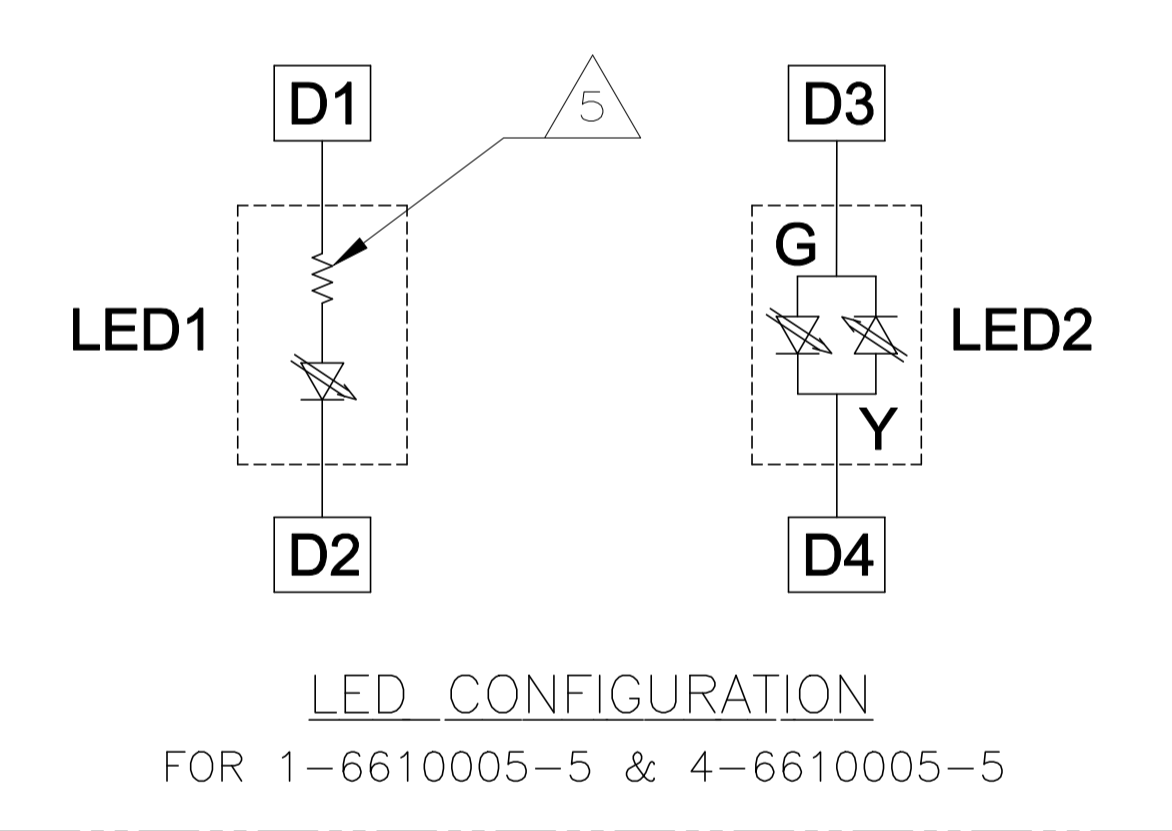 D1
5
D3
G
LED1
LED2
Y
D2
D4
LED CONFIGURATION
FOR 1-6610005-5 & 4-6610005-5